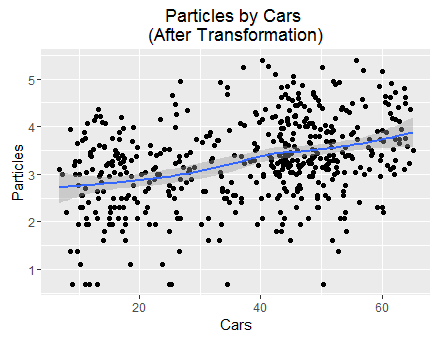 Particles by Cars
(After Transformation)
5
4
3
2
1
Particles
20 40 60
Cars